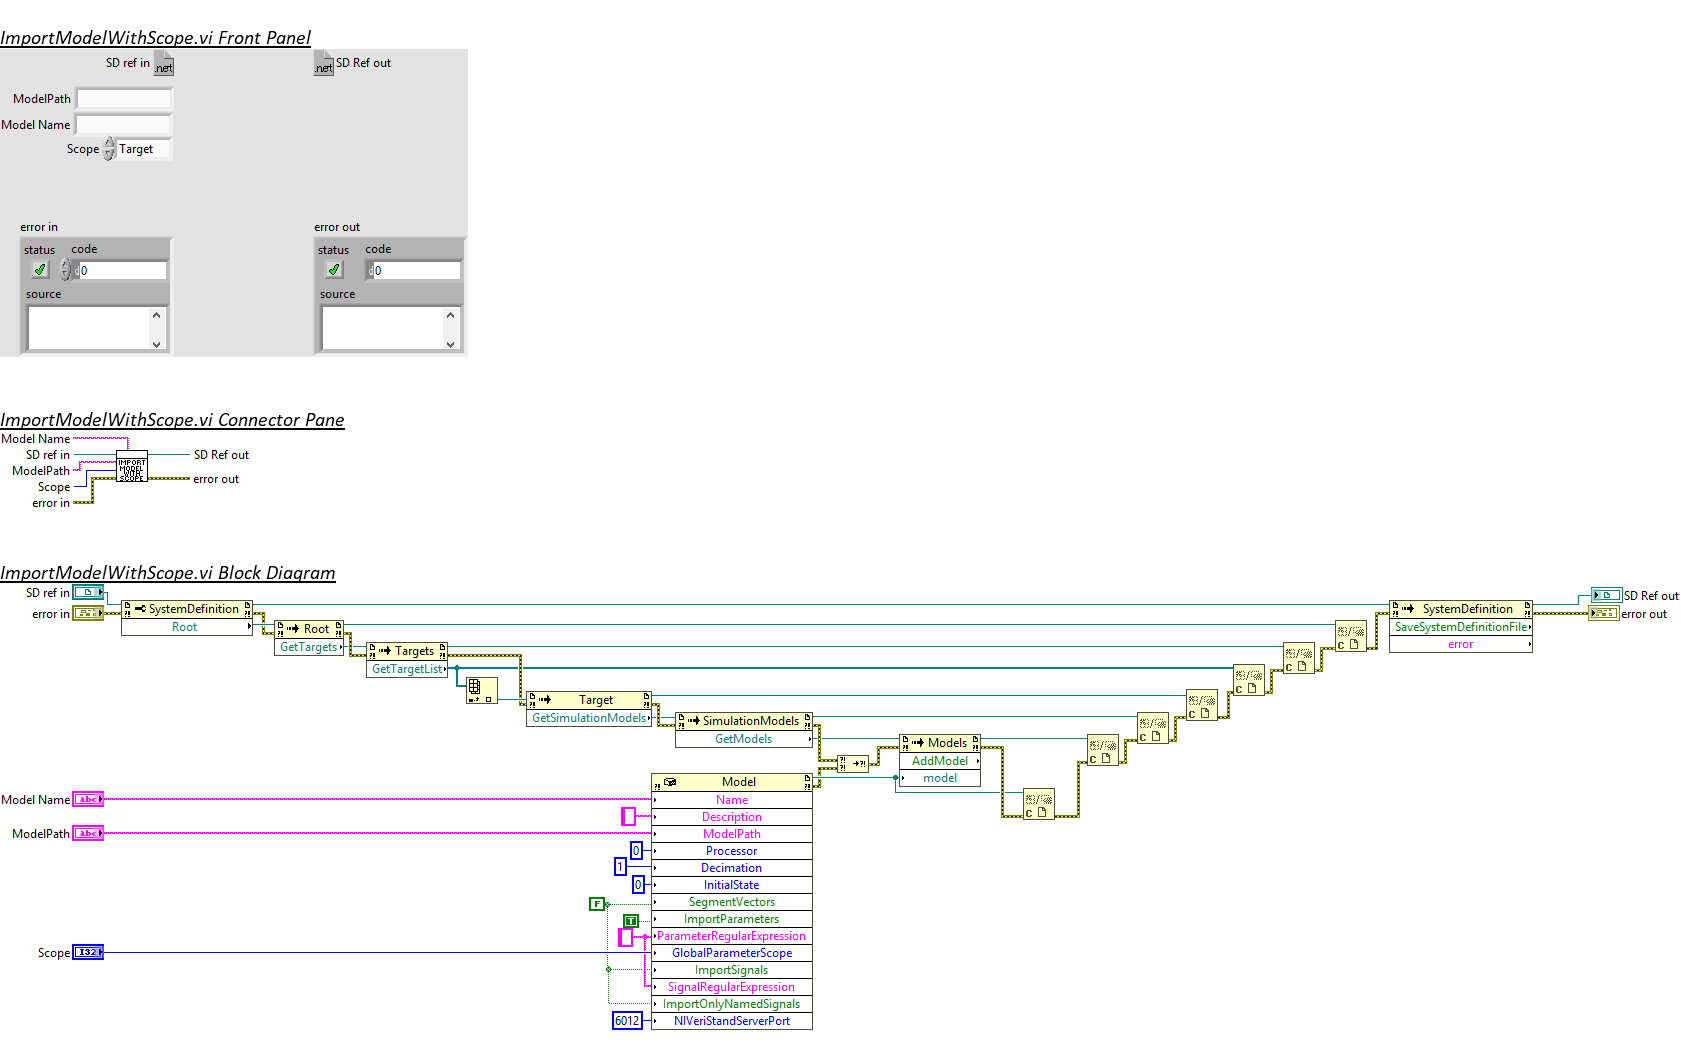 ImportModelWithScope.vi Front Panel
SD ref in .net
.net SD Ref out
ModelPath
Model Name
Scope Target
error in
status code
0
source
error out
status code
0
source
ImportModelWithScope.vi Connector Pane
Model Name
SD ref in
ModelPath
Scope
error in
IMPORT
MODEL
WITH
SCOPE
SD Ref out
error out
ImportModelWithScope.vi Block Diagram
SD ref in
error in
SystemDefinition
Root
Root
GetTargets
Targets
GetTargetList
Target
GetSimulationModels
SimulationModels
GetModels
Models
AddModel
model
SystemDefinition
SaveSystemDefinitionFile
error
SD Ref out
error out
Model
Model Name abc
Name
Description
ModelPath abc
ModelPath
0 Processor
1 Decimation
0 InitialState
F SegmentVectors
T ImportParameters
ParameterRegularExpression
Scope I32
GlobalParameterScope
ImportSignals
SignalRegularExpression
ImportOnlyNamedSignals
6012 NIVeriStandServerPort
C
C
C
C
C
C
C
C